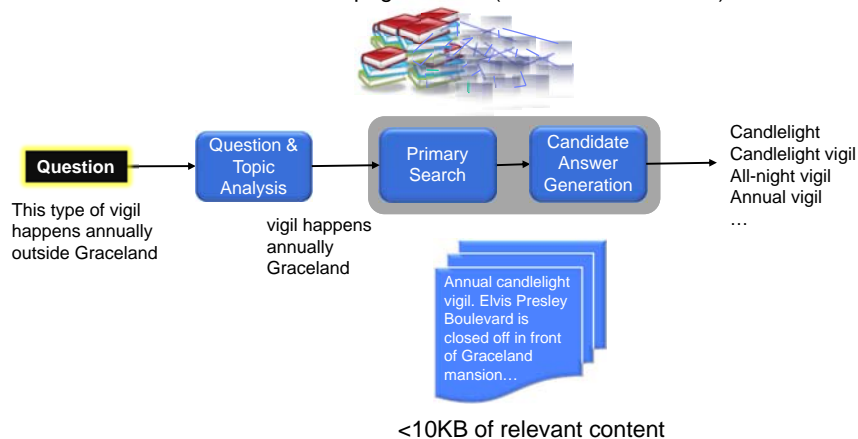 Question
This type of vigil
happens annually
outside Graceland
Question &
Topic
Analysis
vigil happens
annually
Graceland
Primary
Search
Candidate
Answer
Generation
Candlelight
Candlelight vigil
All-night vigil
Annual vigil
…
Annual candlelight
vigil. Elvis Presley
Boulevard is
closed off in front
of Graceland
mansion…
<10KB of relevant content